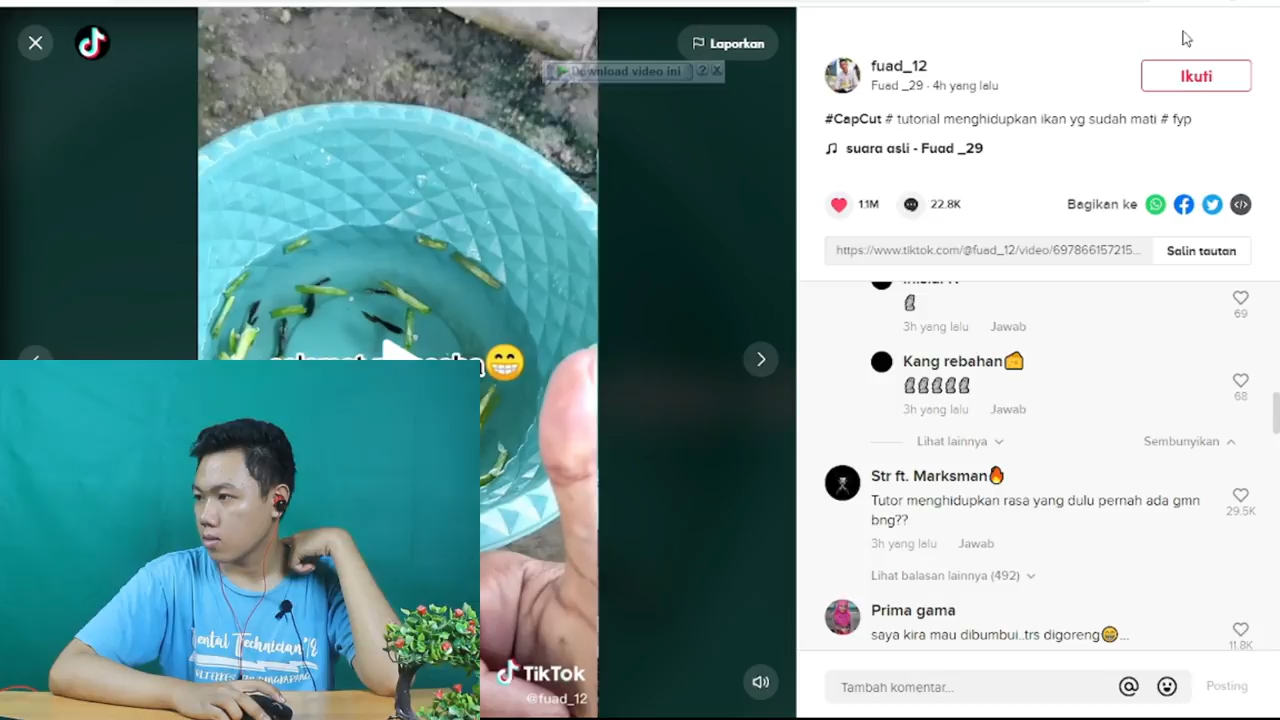 Laporkan
Download video ini
TikTok
@fuad_12
fuad_12
Fuad _29 · 4h yang lalu
Ikuti
#CapCut # tutorial menghidupkan ikan yg sudah mati # fyp
suara asli - Fuad _29
1.1M
22.8K
Bagikan ke
https://www.tiktok.com/@fuad_12/video/697866157215...
Salin tautan
69
3h yang lalu Jawab
Kang rebahan🧀
🗿🗿🗿🗿🗿
68
3h yang lalu Jawab
Lihat lainnya
Sembunyikan
Str ft. Marksman🔥
Tutor menghidupkan rasa yang dulu pernah ada gmn
bng??
29.5K
3h yang lalu Jawab
Lihat balasan lainnya (492)
Prima gama
saya kira mau dibumbui..trs digoreng😁...
11.8K
Tambah komentar...
Posting